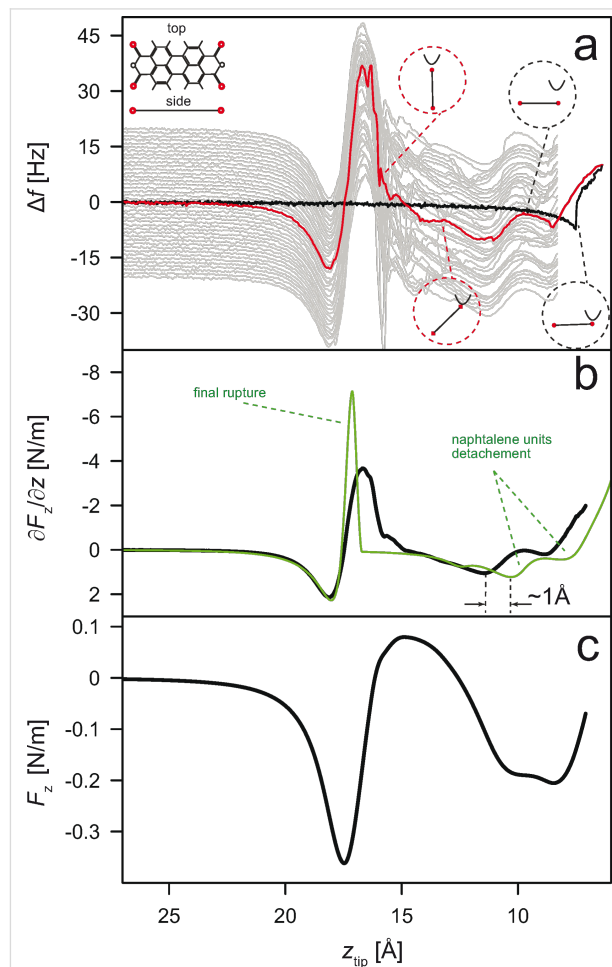 top
side
a
Δf [Hz]
45
30
15
0
-15
-30
b
final rupture
naphtalene units
detachement
~1Å
∂Fz/∂z [N/m]
-8
-6
-4
-2
0
2
c
Fz [N/m]
0.1
0
-0.1
-0.2
-0.3
25 20 15 10
ztip [Å]